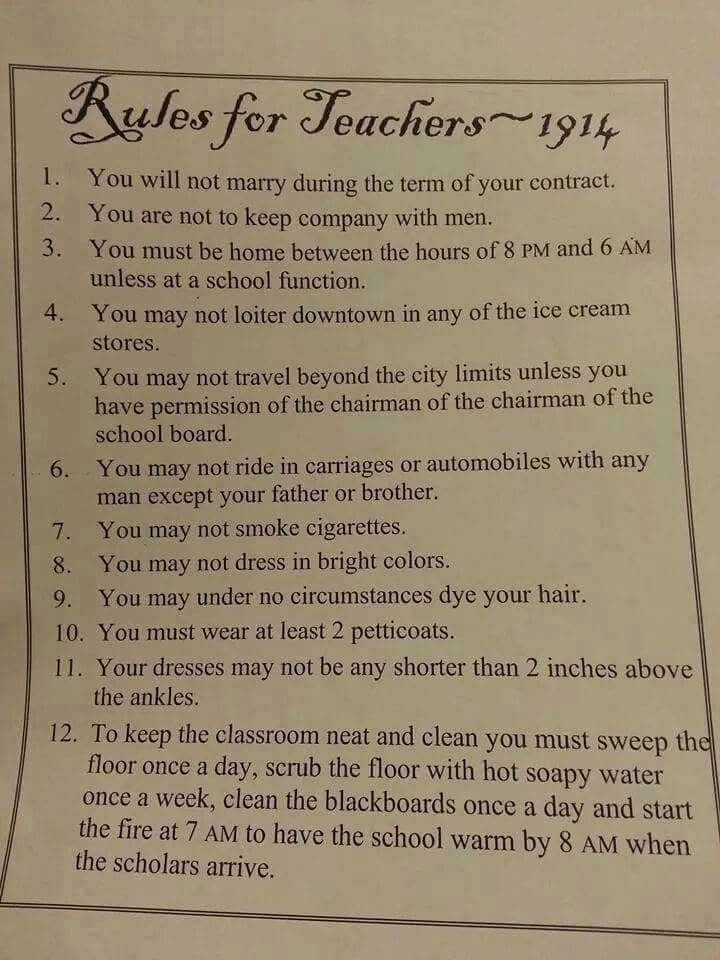 Rules for Teachers~1914
1. You will not marry during the term of your contract.
2. You are not to keep company with men.
3. You must be home between the hours of 8 PM and 6 AM
unless at a school function.
4. You may not loiter downtown in any of the ice cream
stores.
5. You may not travel beyond the city limits unless you
have permission of the chairman of the chairman of the
school board.
6. You may not ride in carriages or automobiles with any
man except your father or brother.
7. You may not smoke cigarettes.
8. You may not dress in bright colors.
9. You may under no circumstances dye your hair.
10. You must wear at least 2 petticoats.
11. Your dresses may not be any shorter than 2 inches above
the ankles.
12. To keep the classroom neat and clean you must sweep the
floor once a day, scrub the floor with hot soapy water
once a week, clean the blackboards once a day and start
the fire at 7 AM to have the school warm by 8 AM when
the scholars arrive.